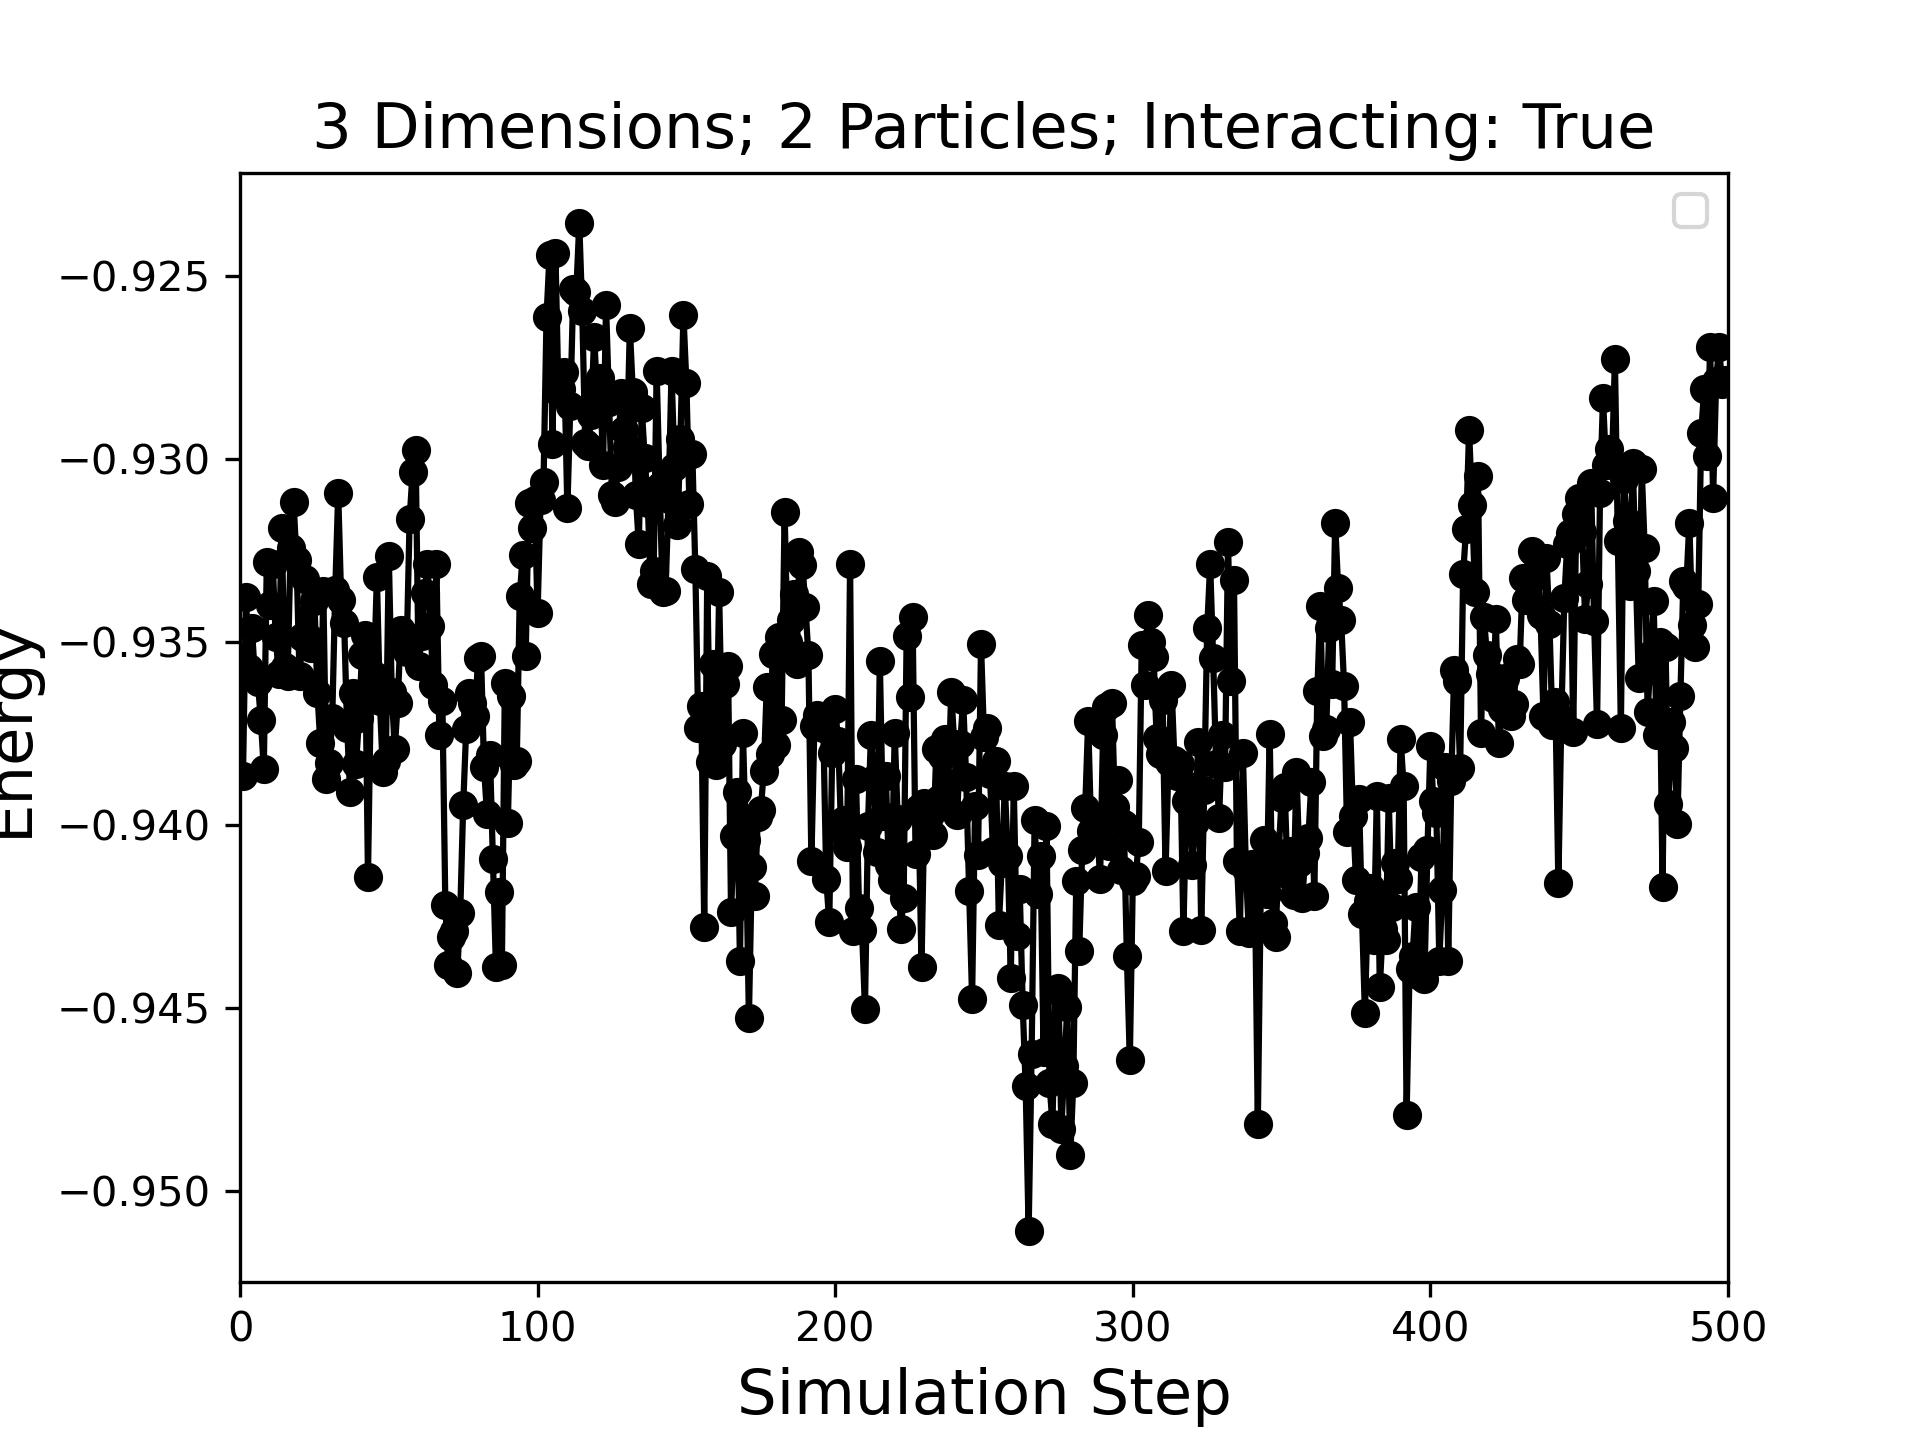 3 Dimensions; 2 Particles; Interacting: True
−0.925
−0.930
−0.935
−0.940
−0.945
−0.950
Energy
0 100 200 300 400 500
Simulation Step